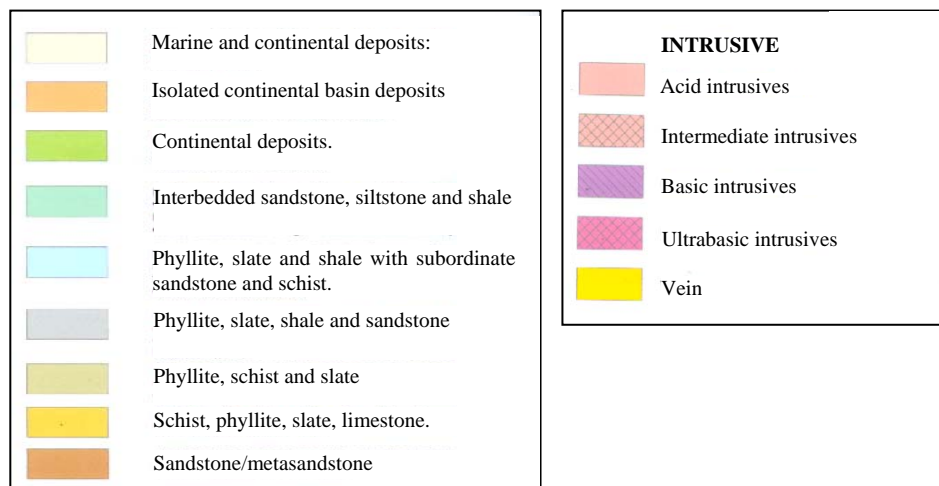 Marine and continental deposits:
Isolated continental basin deposits
Continental deposits.
Interbedded sandstone, siltstone and shale
Phyllite, slate and shale with subordinate
sandstone and schist.
Phyllite, slate, shale and sandstone
Phyllite, schist and slate
Schist, phyllite, slate, limestone.
Sandstone/metasandstone
INTRUSIVE
Acid intrusives
Intermediate intrusives
Basic intrusives
Ultrabasic intrusives
Vein